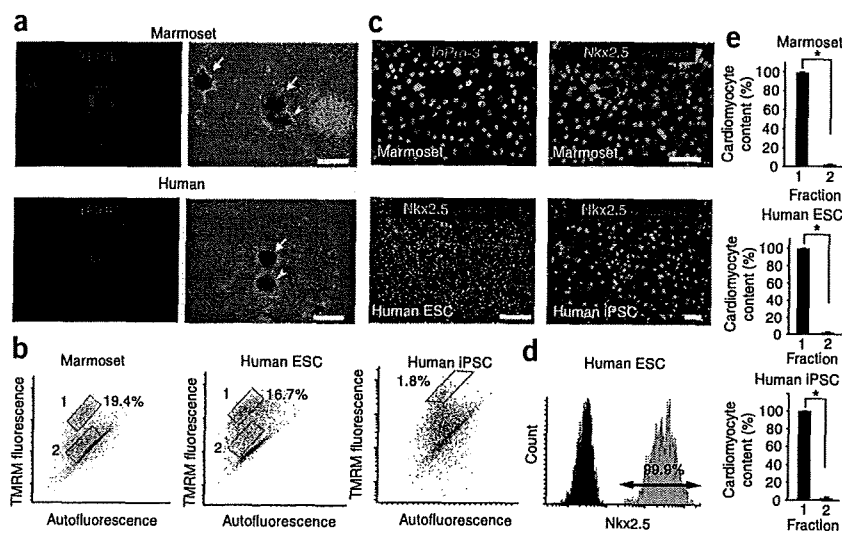 a
Marmoset
Human
b
Marmoset
TMRM fluorescence
1
2
19.4%
Autofluorescence
Human ESC
TMRM fluorescence
1
2
16.7%
Autofluorescence
Human iPSC
TMRM fluorescence
1.8%
Autofluorescence
c
ToPro-3
Marmoset
Nkx2.5
Marmoset
Nkx2.5
Human ESC
Nkx2.5
Human iPSC
d
Human ESC
Count
99.9%
Nkx2.5
e
Marmoset
*
Cardiomyocyte
content (%)
100
80
60
40
20
0
1 2
Fraction
Human ESC
*
Cardiomyocyte
content (%)
100
80
60
40
20
0
1 2
Fraction
Human iPSC
*
Cardiomyocyte
content (%)
100
80
60
40
20
0
1 2
Fraction